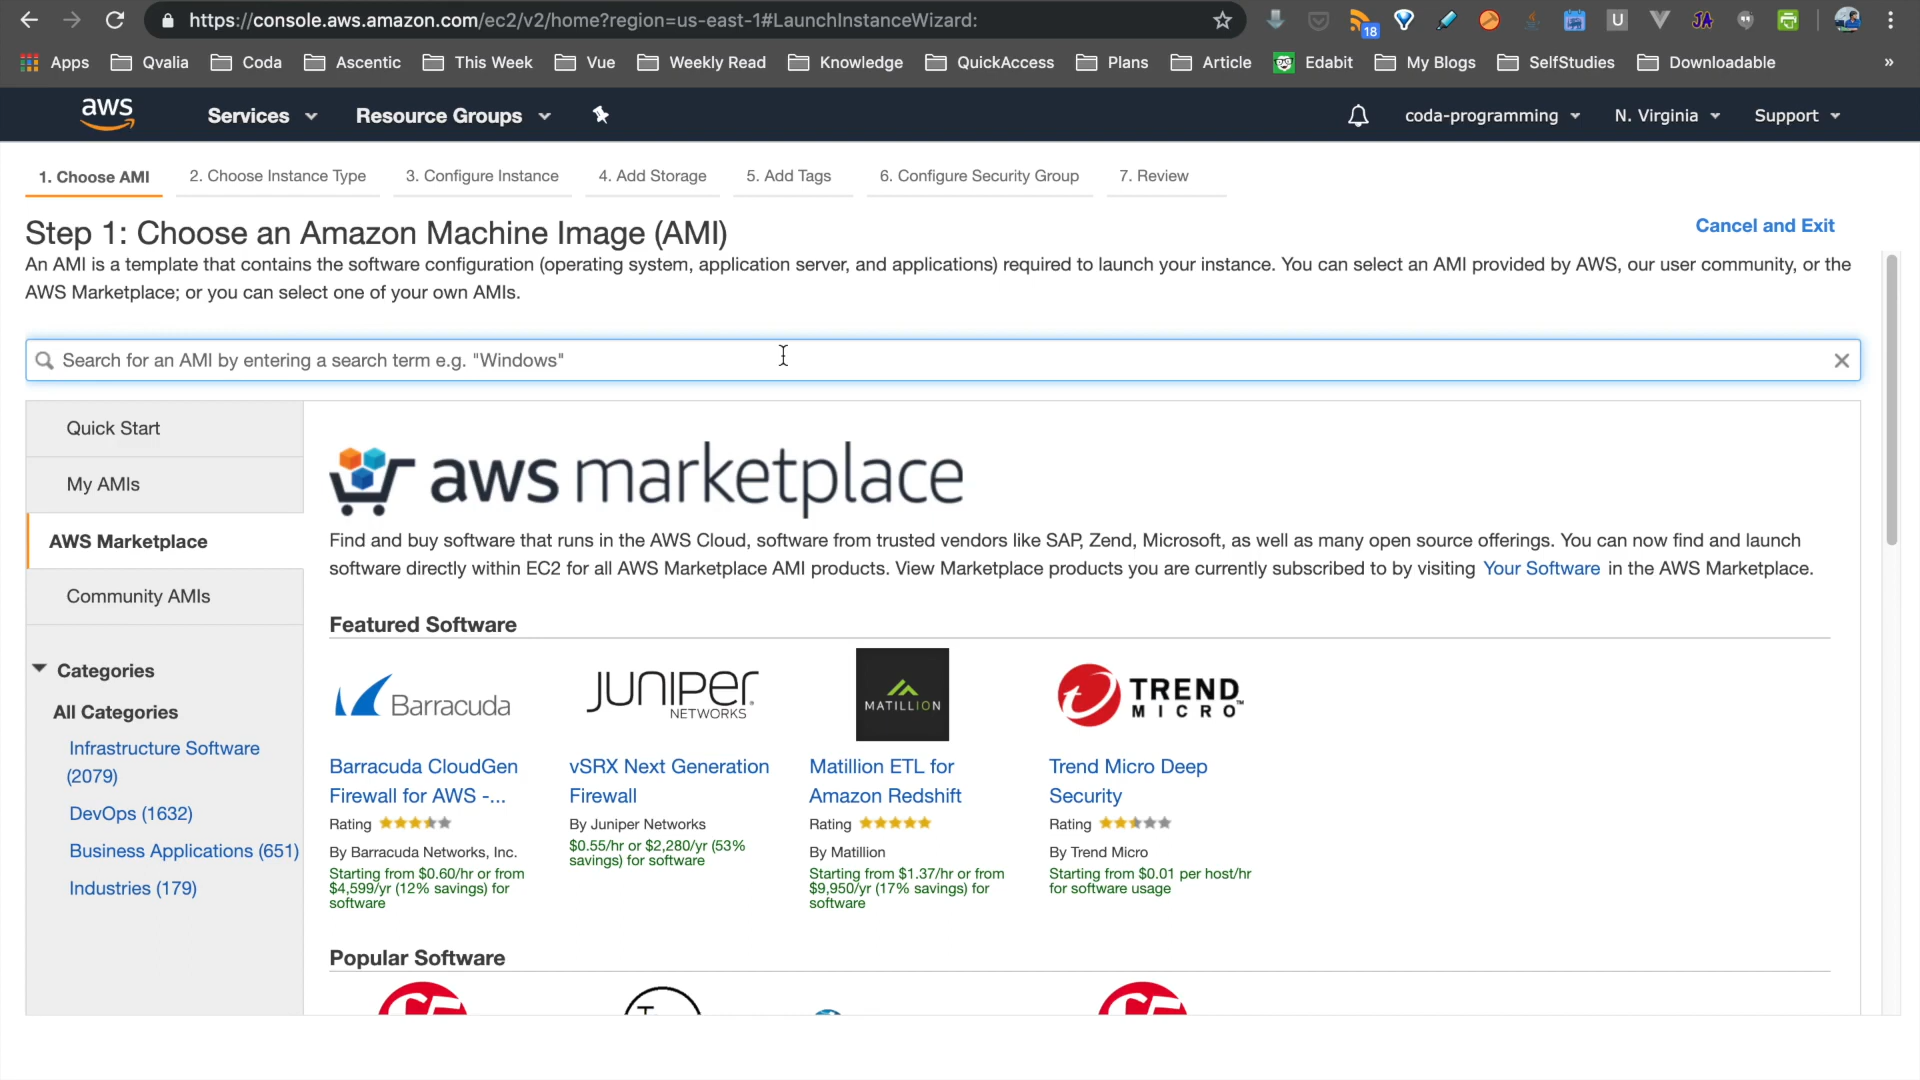 https://console.aws.amazon.com/ec2/v2/home?region=us-east-1#LaunchInstanceWizard:
18
U
JA
Apps Qvalia Coda Ascentic This Week Vue Weekly Read Knowledge QuickAccess Plans Article Edabit My Blogs SelfStudies Downloadable »
aws Services Resource Groups coda-programming N. Virginia Support
1. Choose AMI 2. Choose Instance Type 3. Configure Instance 4. Add Storage 5. Add Tags 6. Configure Security Group 7. Review
Step 1: Choose an Amazon Machine Image (AMI)
Cancel and Exit
An AMI is a template that contains the software configuration (operating system, application server, and applications) required to launch your instance. You can select an AMI provided by AWS, our user community, or the
AWS Marketplace; or you can select one of your own AMIs.
Search for an AMI by entering a search term e.g. "Windows"
Quick Start
My AMIs
AWS Marketplace
Community AMIs
Categories
All Categories
Infrastructure Software
(2079)
DevOps (1632)
Business Applications (651)
Industries (179)
aws marketplace
Find and buy software that runs in the AWS Cloud, software from trusted vendors like SAP, Zend, Microsoft, as well as many open source offerings. You can now find and launch
software directly within EC2 for all AWS Marketplace AMI products. View Marketplace products you are currently subscribed to by visiting Your Software in the AWS Marketplace.
Featured Software
Barracuda
Barracuda CloudGen
Firewall for AWS -...
Rating
By Barracuda Networks, Inc.
Starting from $0.60/hr or from
$4,599/yr (12% savings) for
software
JUNIPER
NETWORKS
vSRX Next Generation
Firewall
By Juniper Networks
$0.55/hr or $2,280/yr (53%
savings) for software
MATILLION
Matillion ETL for
Amazon Redshift
Rating
By Matillion
Starting from $1.37/hr or from
$9,950/yr (17% savings) for
software
TREND
MICRO™
Trend Micro Deep
Security
Rating
By Trend Micro
Starting from $0.01 per host/hr
for software usage
Popular Software